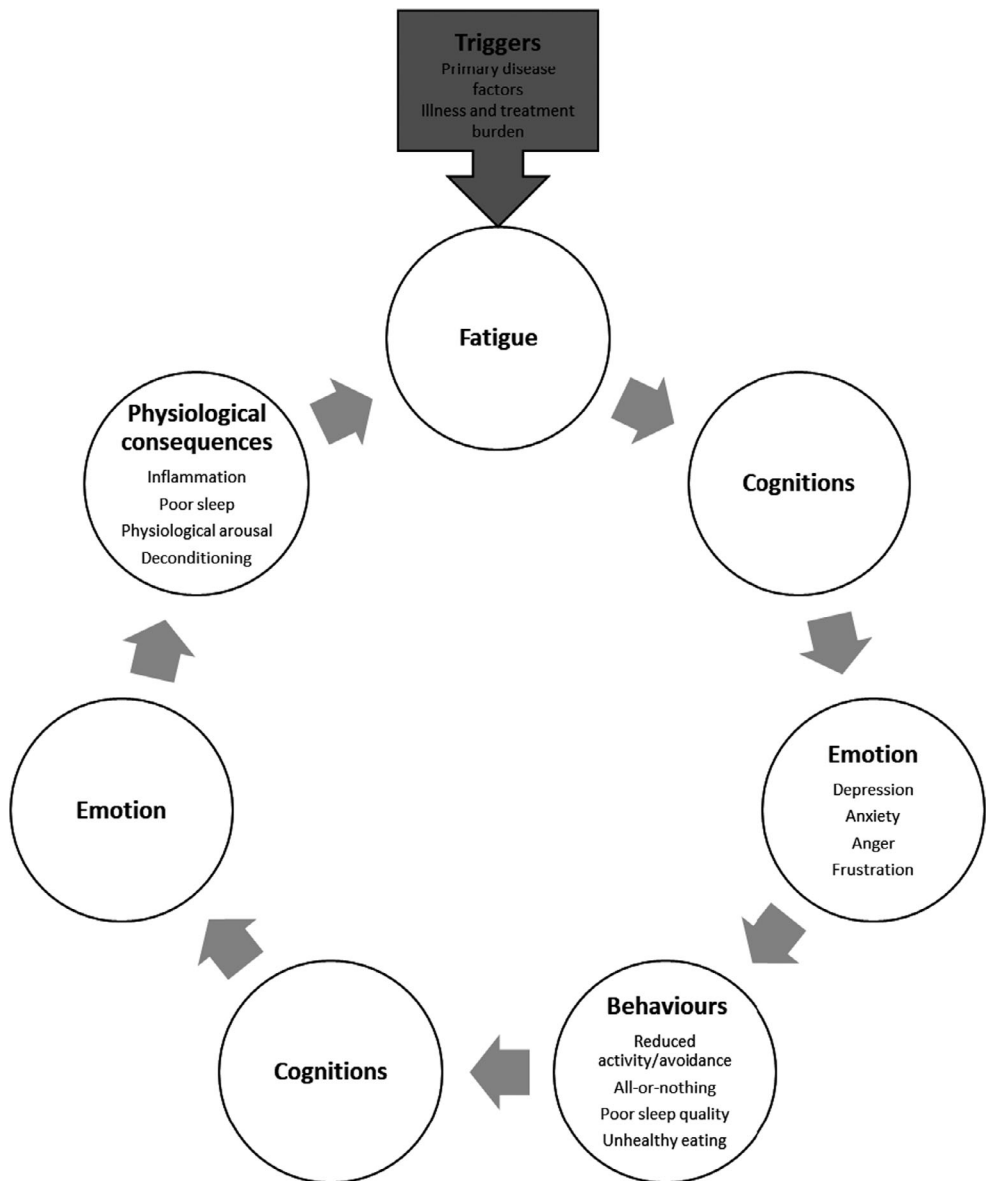 Triggers
Primary disease
factors
Illness and treatment
burden
Fatigue
Cognitions
Emotion
Depression
Anxiety
Anger
Frustration
Behaviours
Reduced
activity/avoidance
All-or-nothing
Poor sleep quality
Unhealthy eating
Cognitions
Emotion
Physiological
consequences
Inflammation
Poor sleep
Physiological arousal
Deconditioning